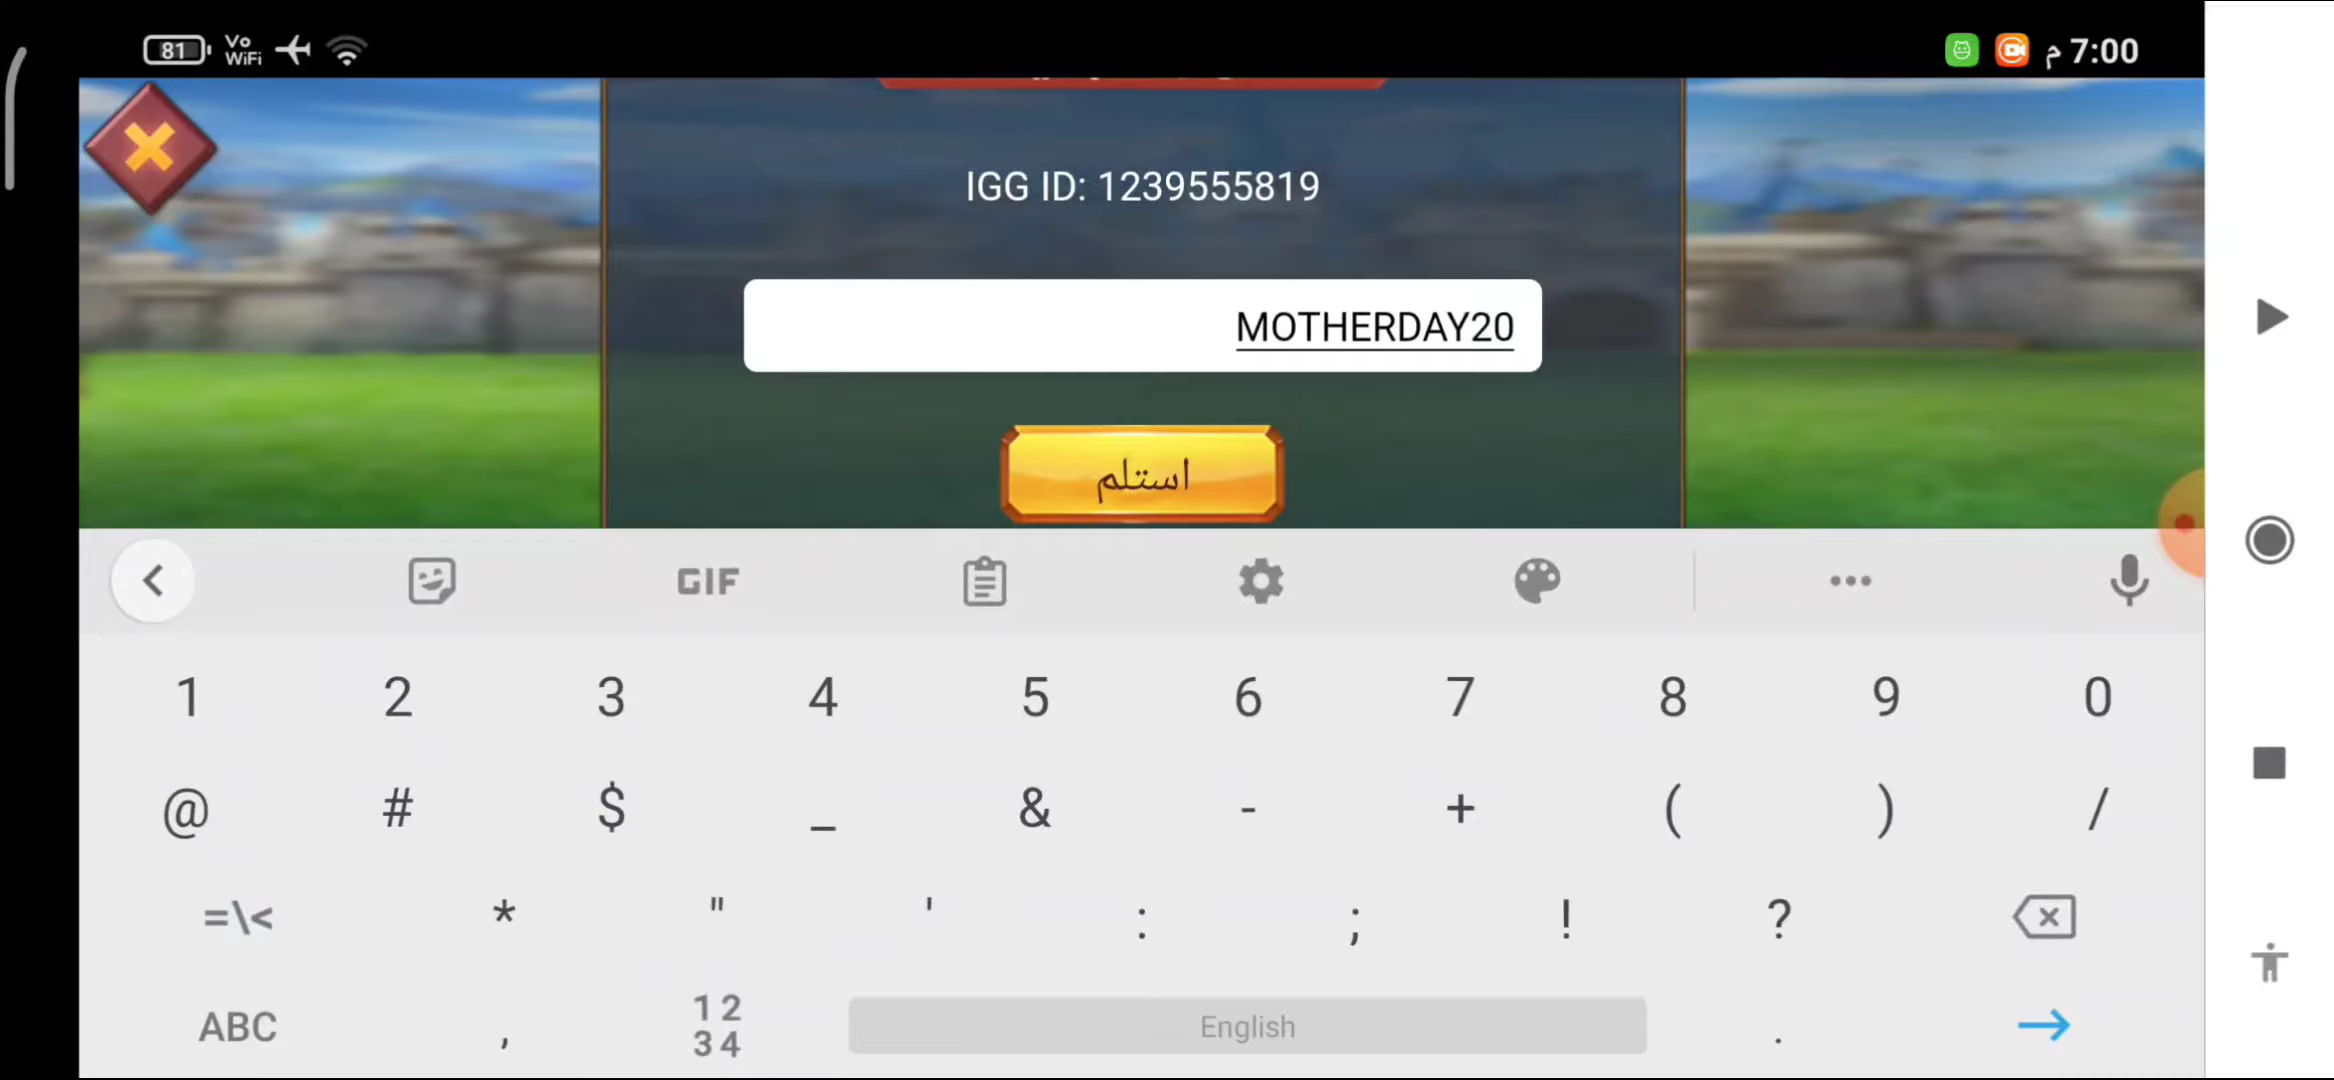 81 Vo WiFi
م 7:00
IGG ID: 1239555819
MOTHERDAY20
استلم
GIF
1 2 3 4 5 6 7 8 9 0
@ # $ _ & - + ( ) /
=\< * " ' : ; ! ?
ABC , 12 34 English .